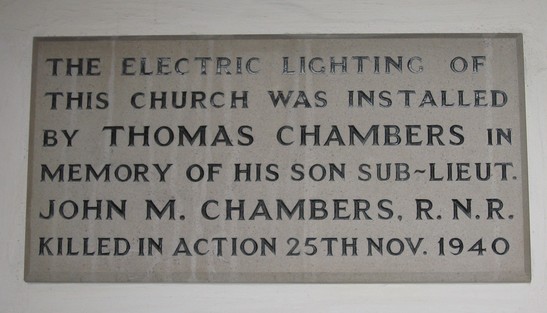 THE ELECTRIC LIGHTING OF
THIS CHURCH WAS INSTALLED
BY THOMAS CHAMBERS IN
MEMORY OF HIS SON SUB~LIEUT.
JOHN M. CHAMBERS, R.N.R.
KILLED IN ACTION 25TH NOV. 1940